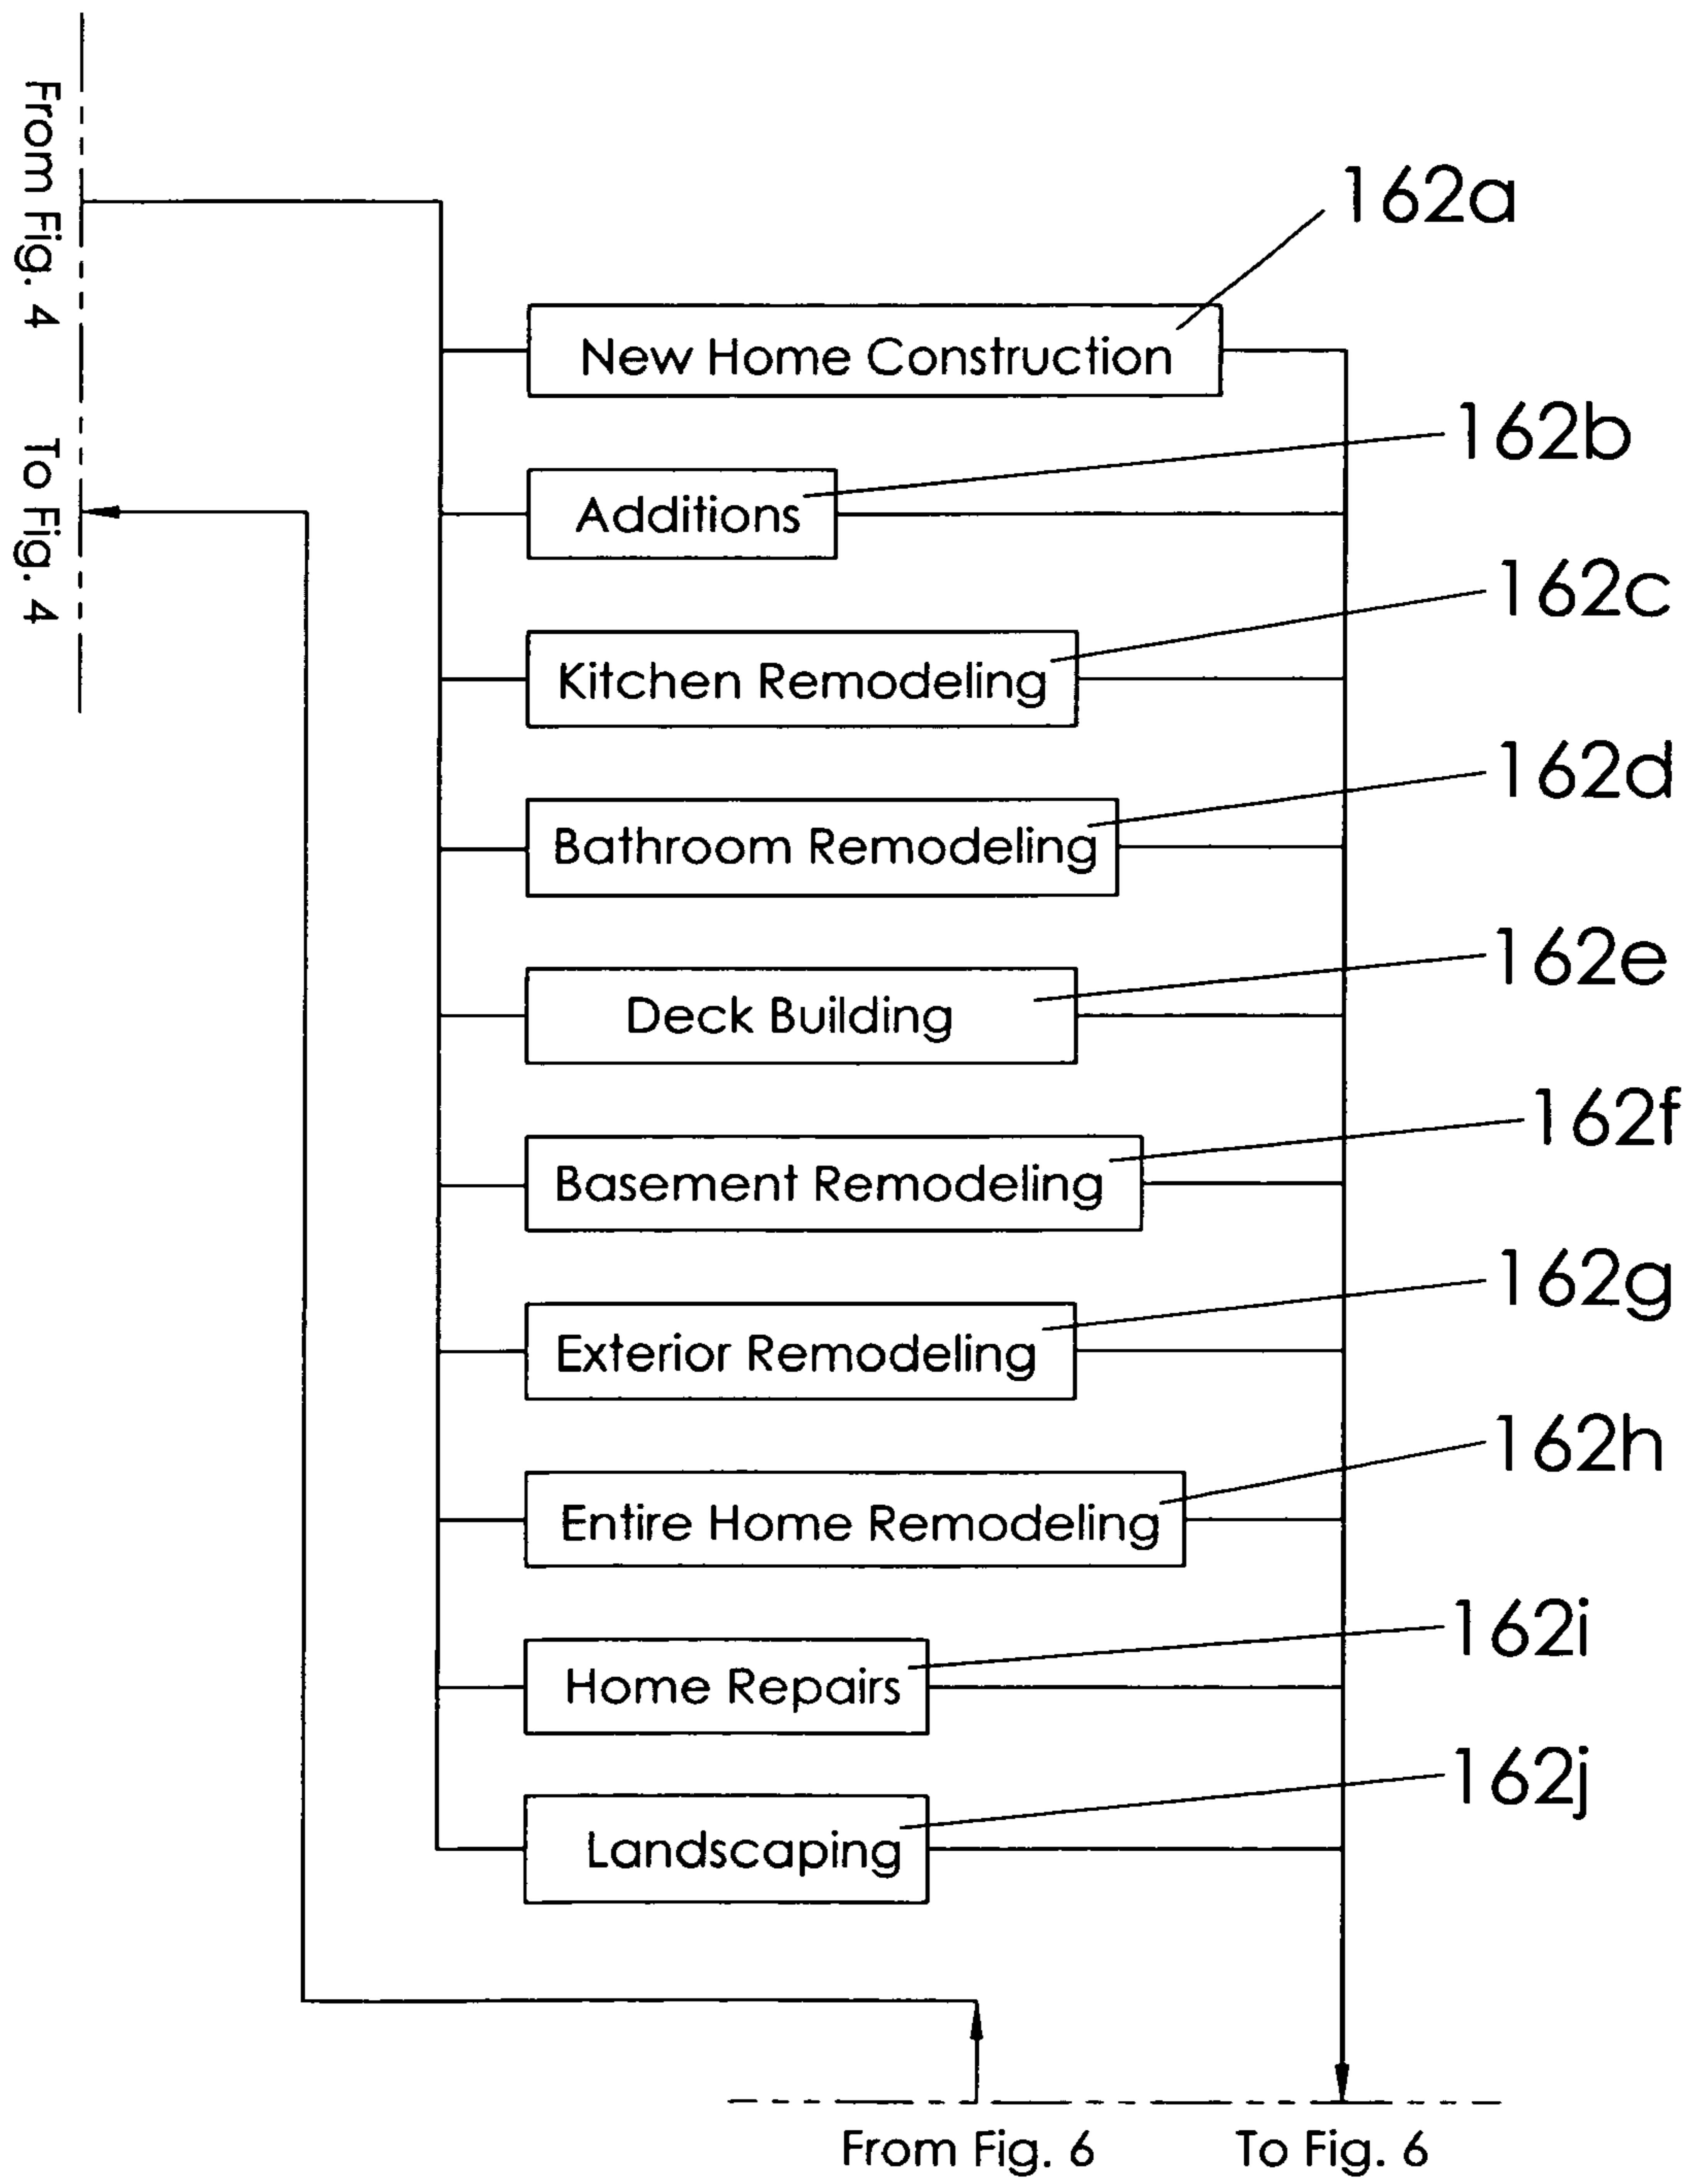 From Fig. 4
To Fig. 4
162a
New Home Construction
162b
Additions
162c
Kitchen Remodeling
162d
Bathroom Remodeling
162e
Deck Building
162f
Basement Remodeling
162g
Exterior Remodeling
162h
Entire Home Remodeling
162i
Home Repairs
162j
Landscaping
From Fig. 6
To Fig. 6